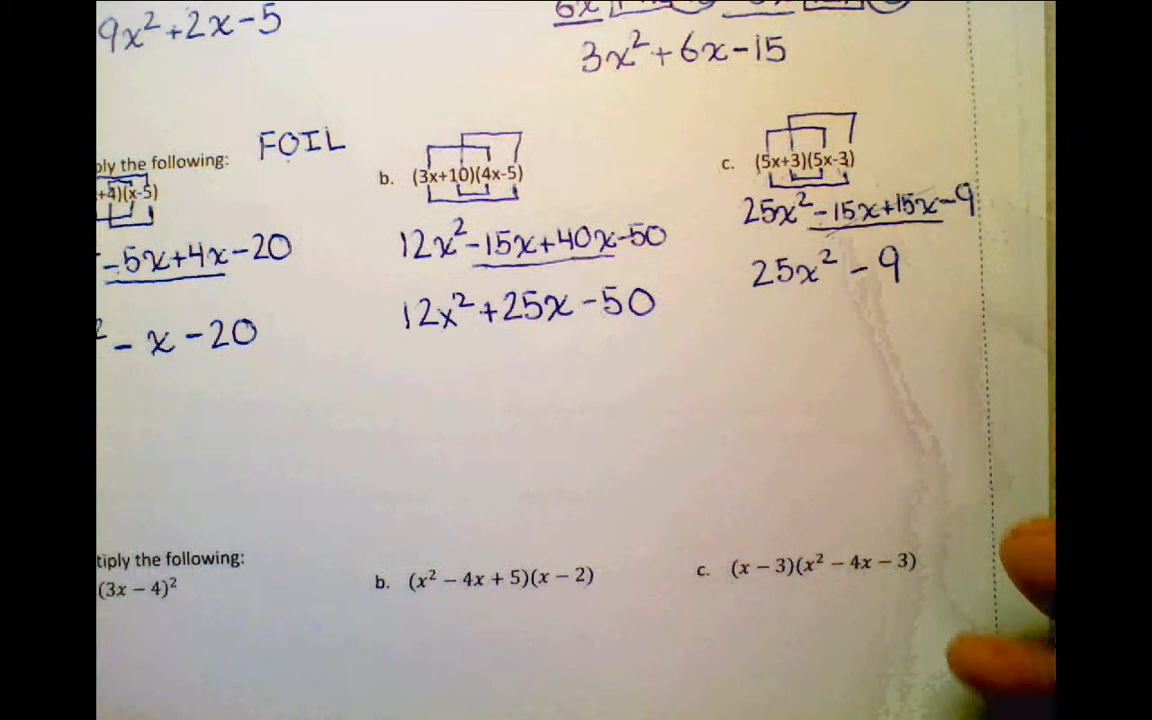 9x²+2x-5
6x
3x²+6x-15
FOIL
ply the following:
+4)(x-5)
-5x+4x-20
² - x -20
b. (3x+10)(4x-5)
12x²-15x+40x-50
12x²+25x-50
c. (5x+3)(5x-3)
25x²-15x+15x-9
25x²-9
tiply the following:
(3x − 4)²
b. (x² − 4x + 5)(x − 2)
c. (x − 3)(x² − 4x − 3)